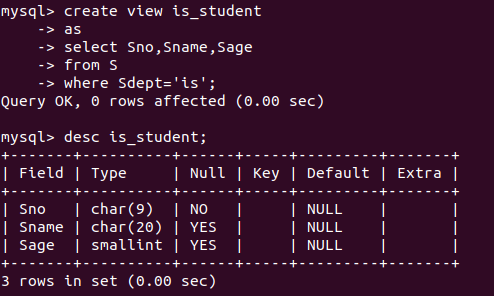 mysql> create view is_student
    -> as
    -> select Sno,Sname,Sage
    -> from S
    -> where Sdept='is';
Query OK, 0 rows affected (0.00 sec)

mysql> desc is_student;
+-------+----------+------+-----+---------+-------+
| Field | Type     | Null | Key | Default | Extra |
+-------+----------+------+-----+---------+-------+
| Sno   | char(9)  | NO   |     | NULL    |       |
| Sname | char(20) | YES  |     | NULL    |       |
| Sage  | smallint | YES  |     | NULL    |       |
+-------+----------+------+-----+---------+-------+
3 rows in set (0.00 sec)